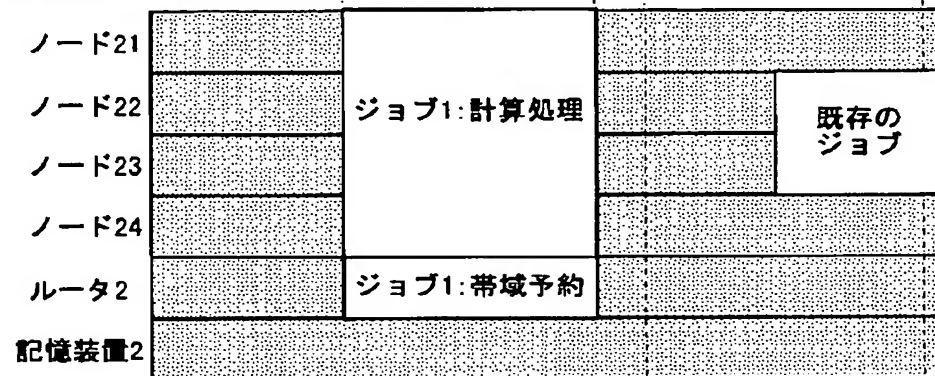 ノード21
ノード22
ジョブ1:計算処理
既存の
ジョブ
ノード23
ノード24
ルータ2
ジョブ1:帯域予約
記憶装置2